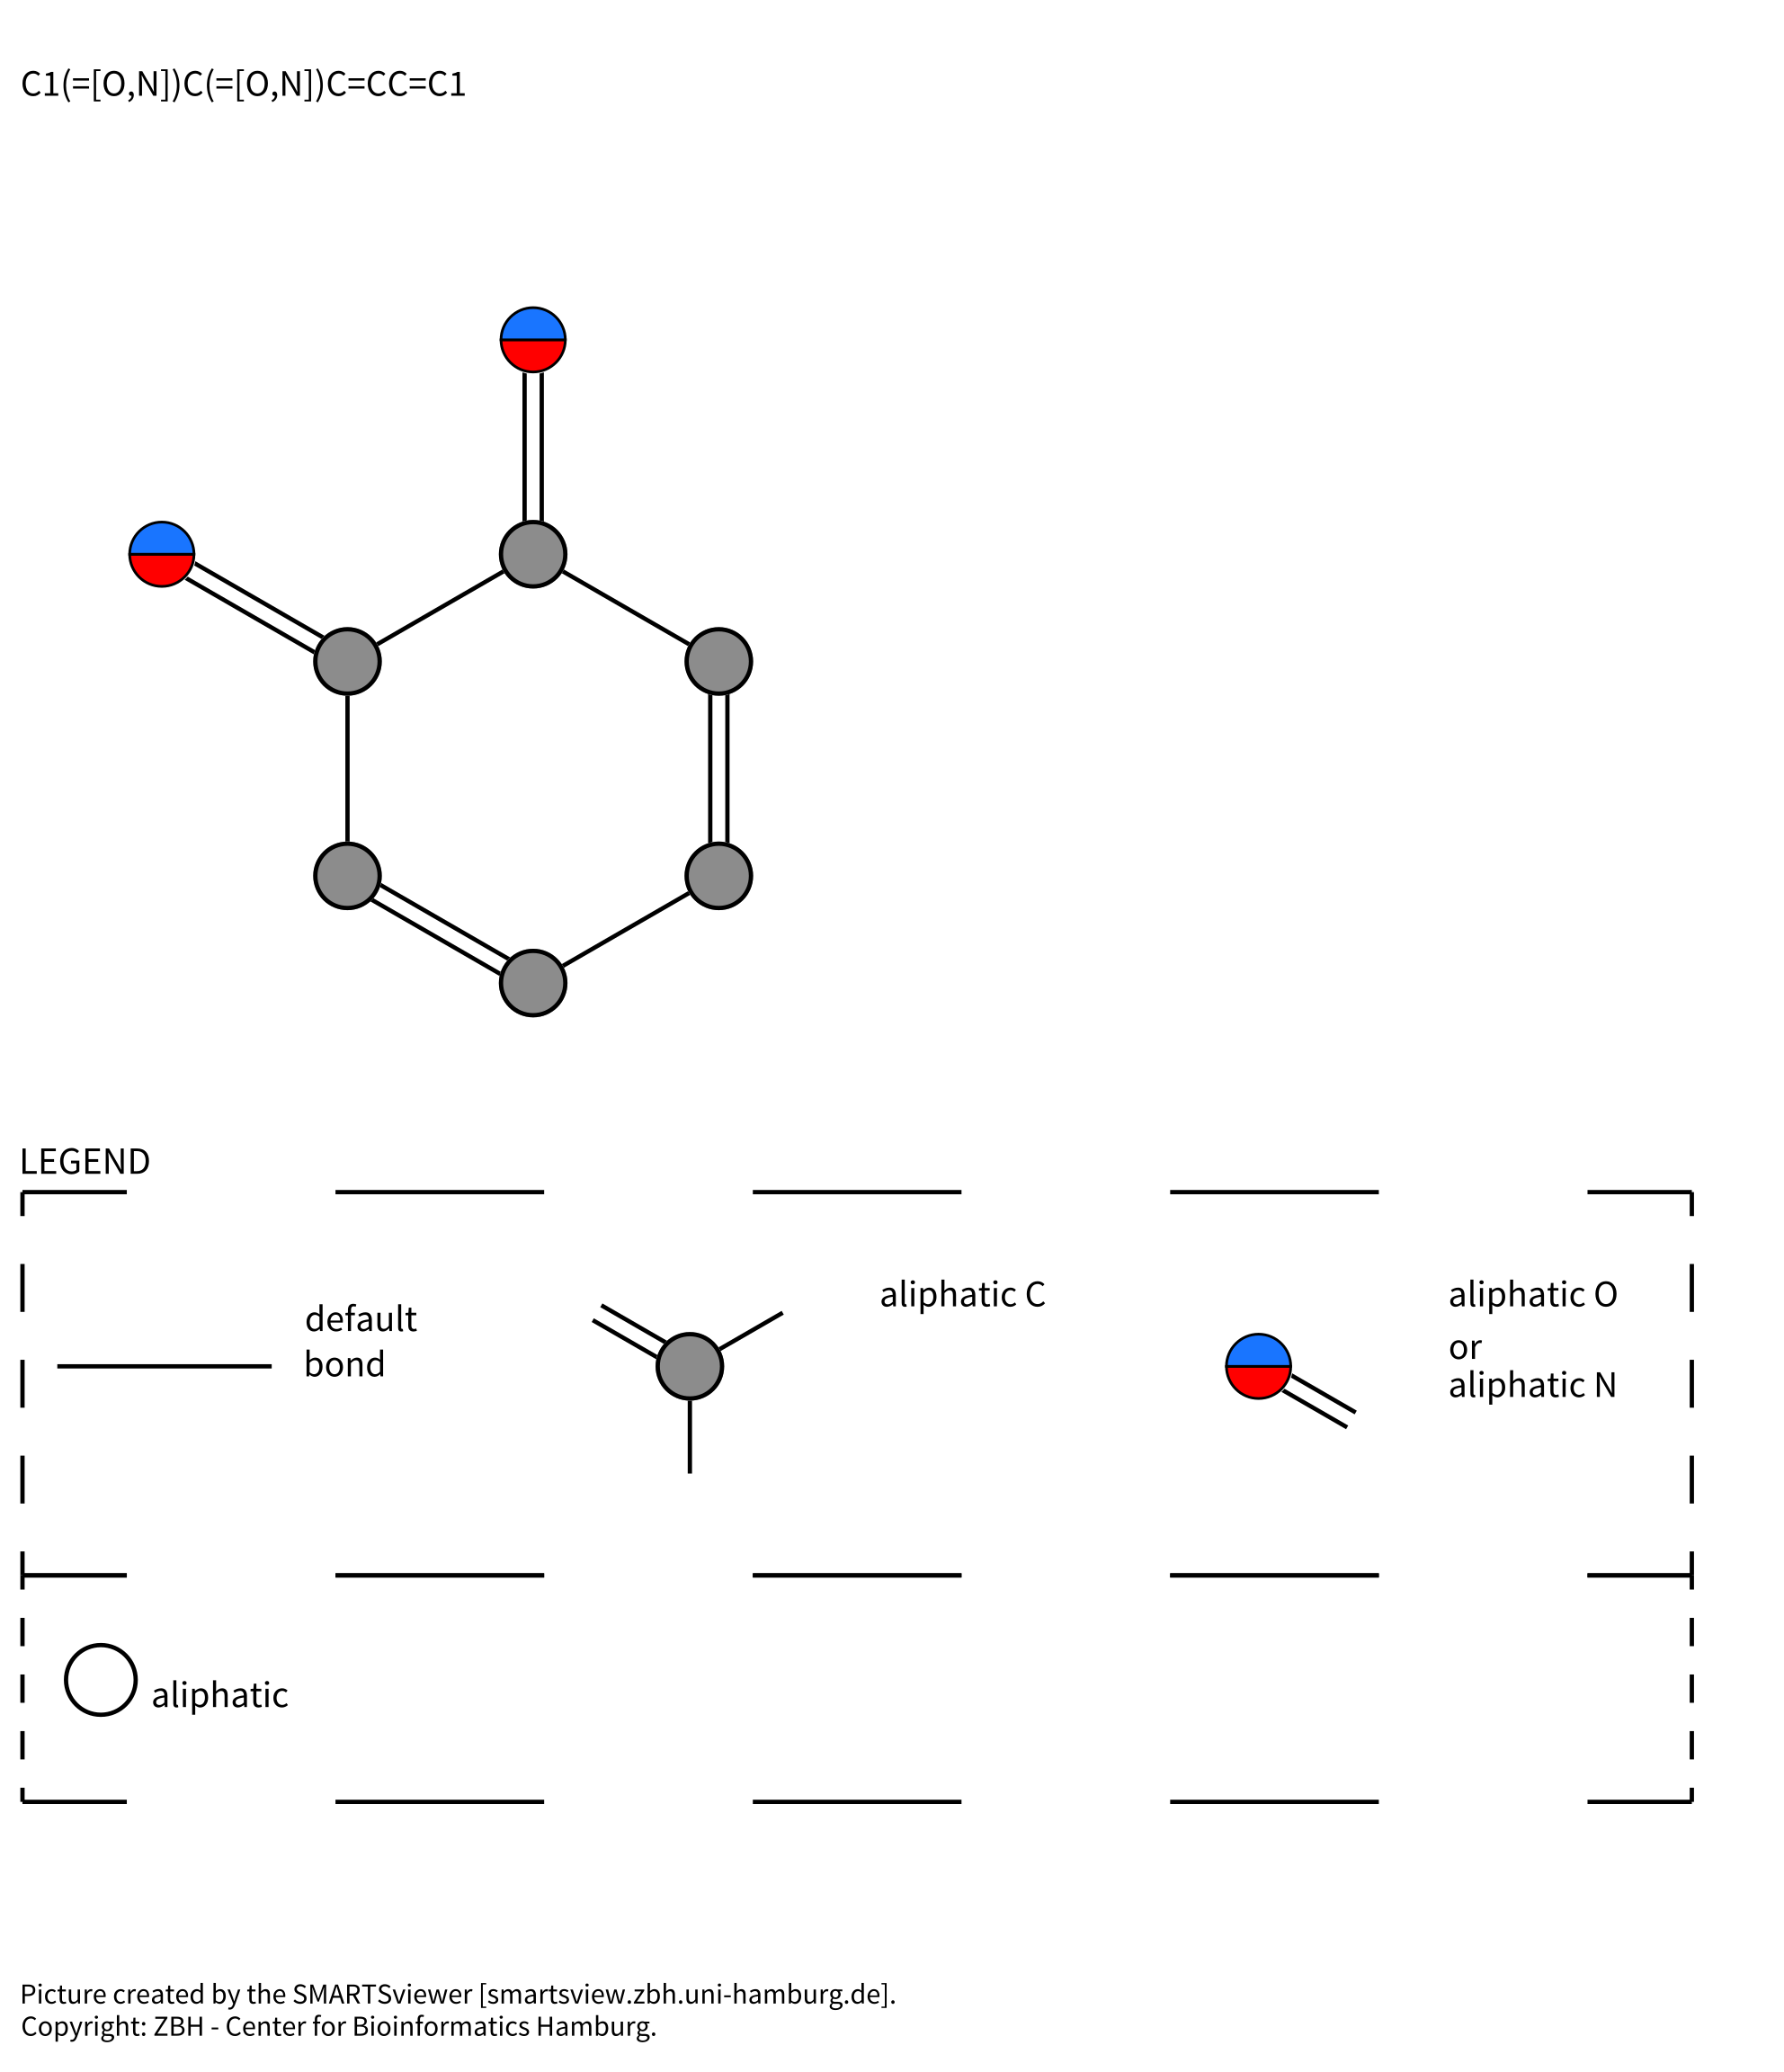 C1(=[O,N])C(=[O,N])C=CC=C1
LEGEND
default
bond
aliphatic C
aliphatic O
or
aliphatic N
aliphatic
Picture created by the SMARTSviewer [smartsview.zbh.uni-hamburg.de].
Copyright: ZBH - Center for Bioinformatics Hamburg.